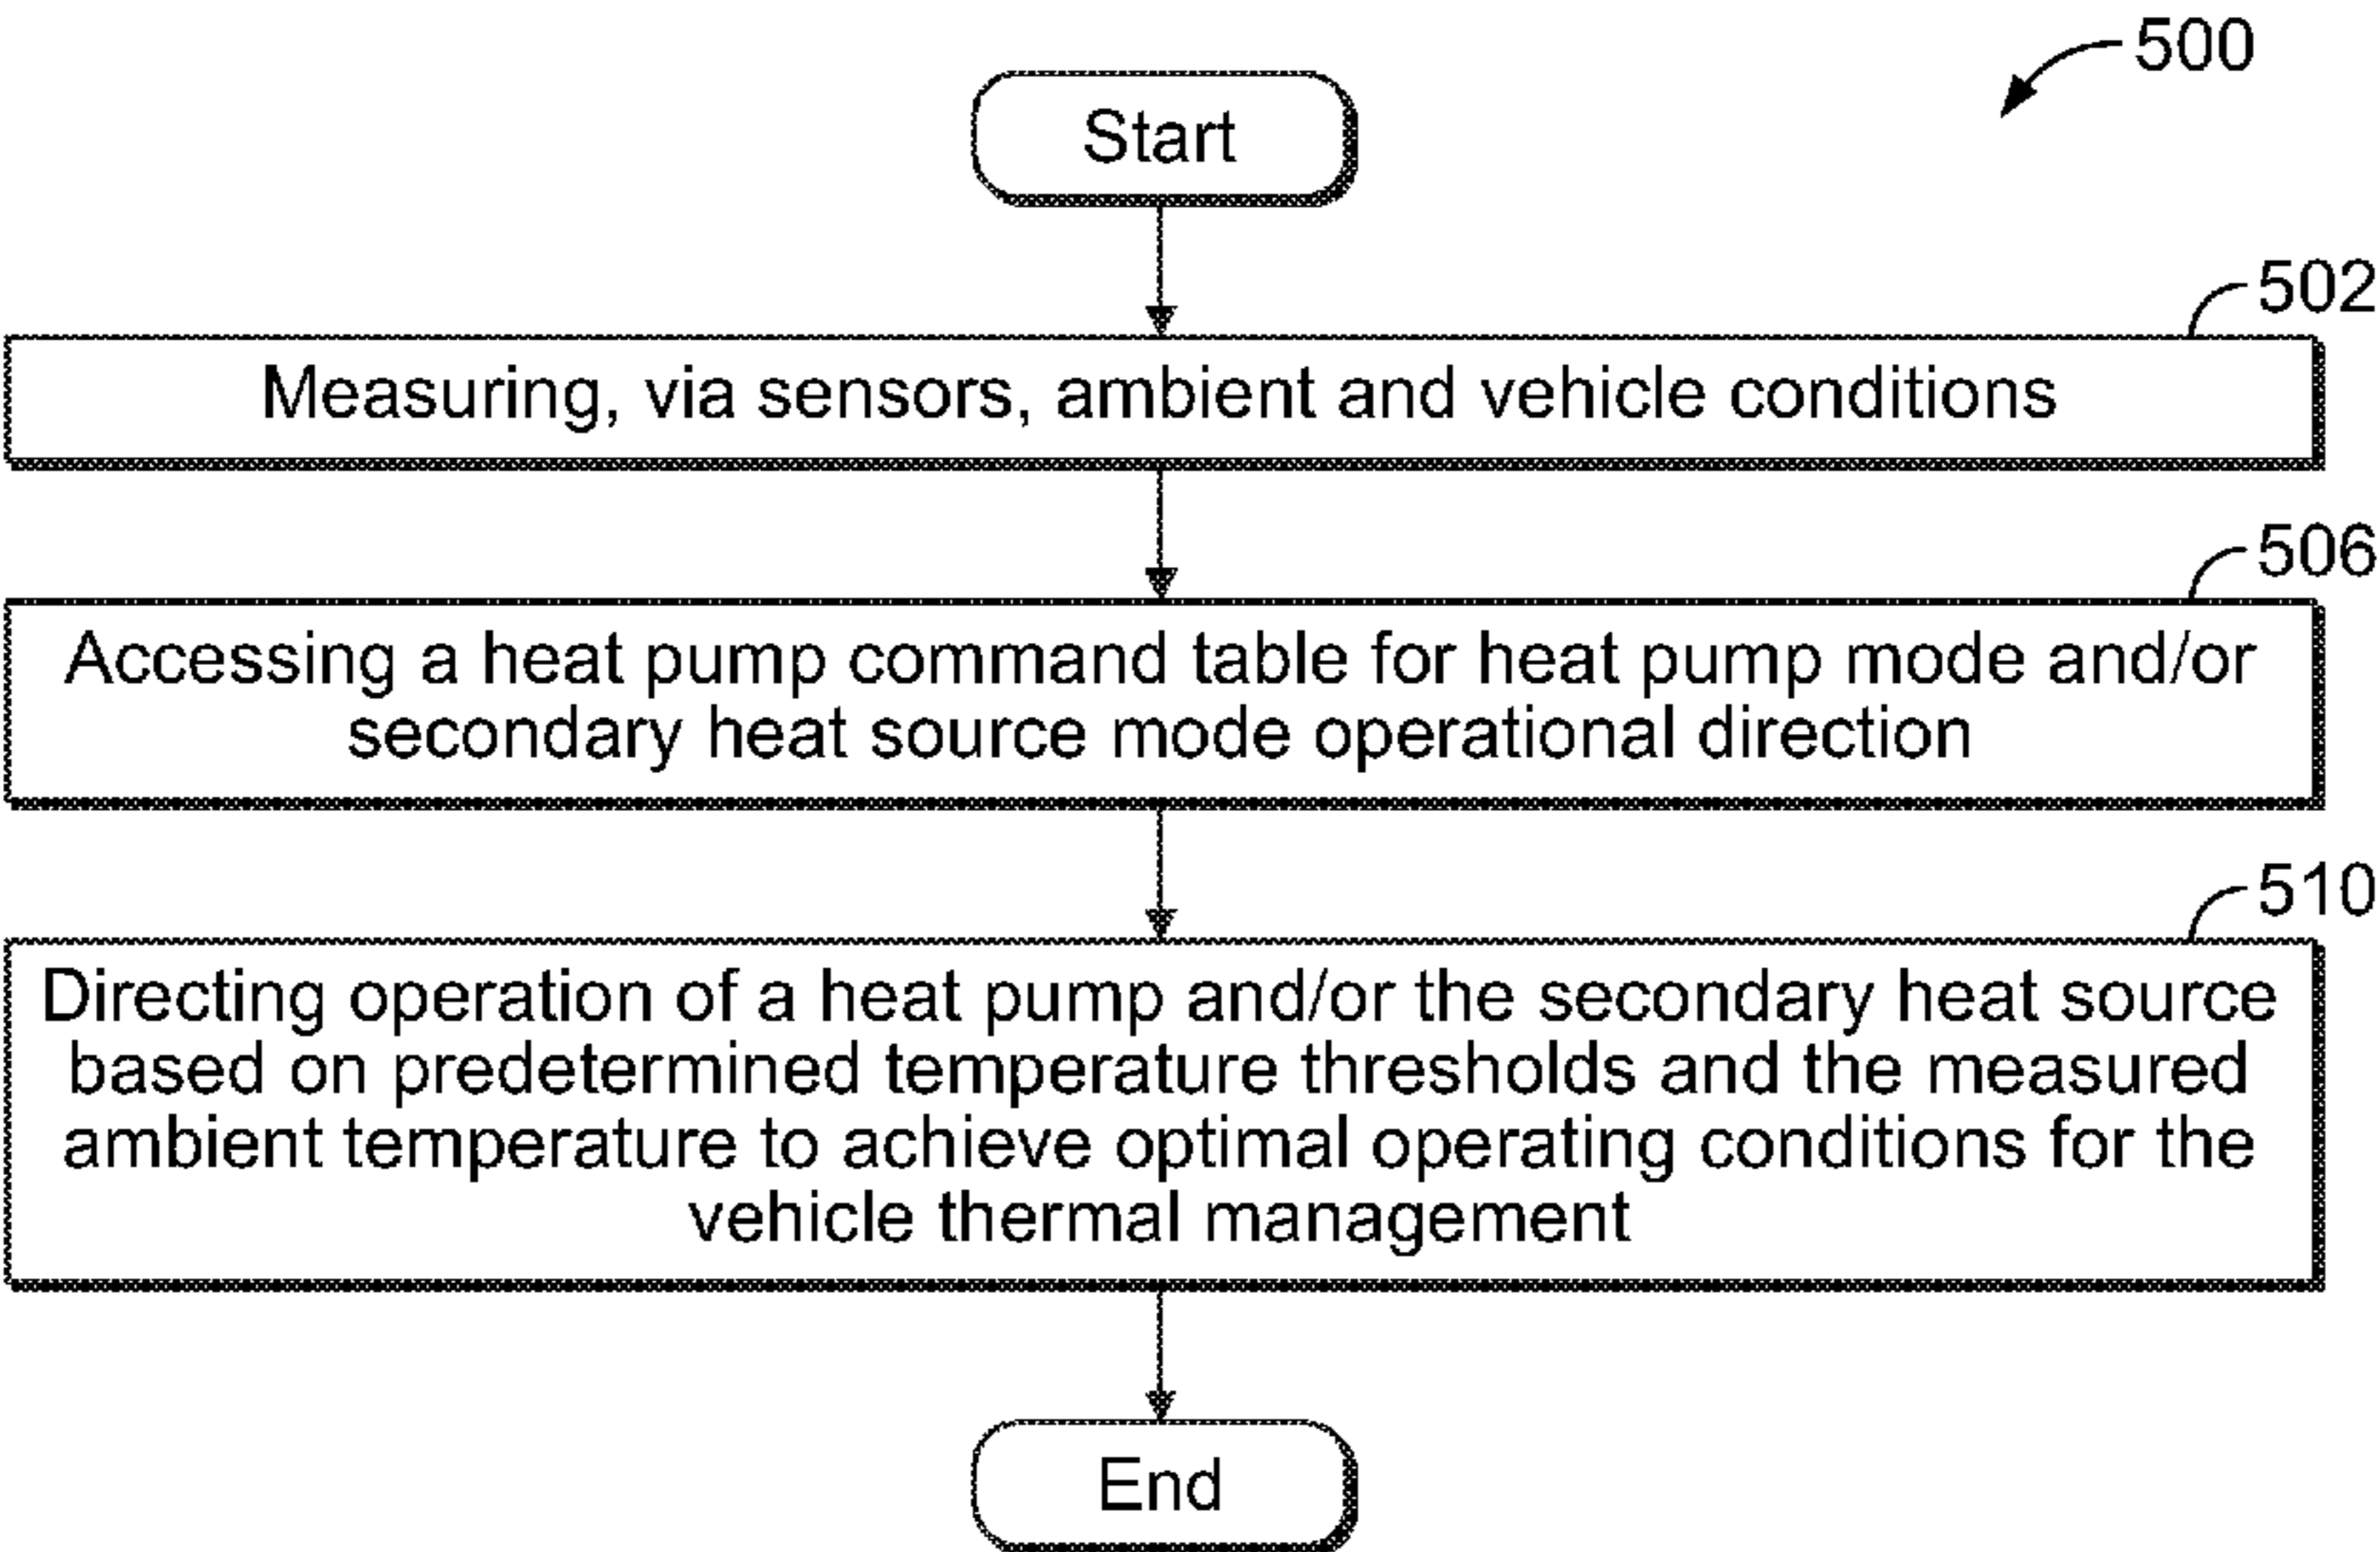 500
Start
502
Measuring, via sensors, ambient and vehicle conditions
506
Accessing a heat pump command table for heat pump mode and/or
secondary heat source mode operational direction
510
Directing operation of a heat pump and/or the secondary heat source
based on predetermined temperature thresholds and the measured
ambient temperature to achieve optimal operating conditions for the
vehicle thermal management
End